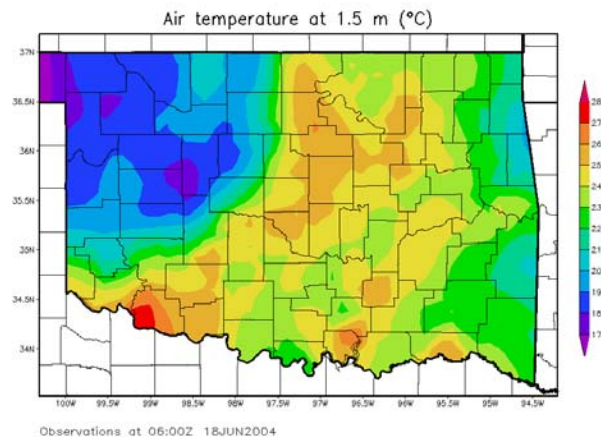 Air temperature at 1.5 m (°C)
37N
36.5N
36N
35.5N
35N
34.5N
34N
100W 99.5W 99W 98.5W 98W 97.5W 97W 96.5W 96W 95.5W 95W 94.5W
28
27
26
25
24
23
22
21
20
19
18
17
Observations at 06:00Z 18JUN2004